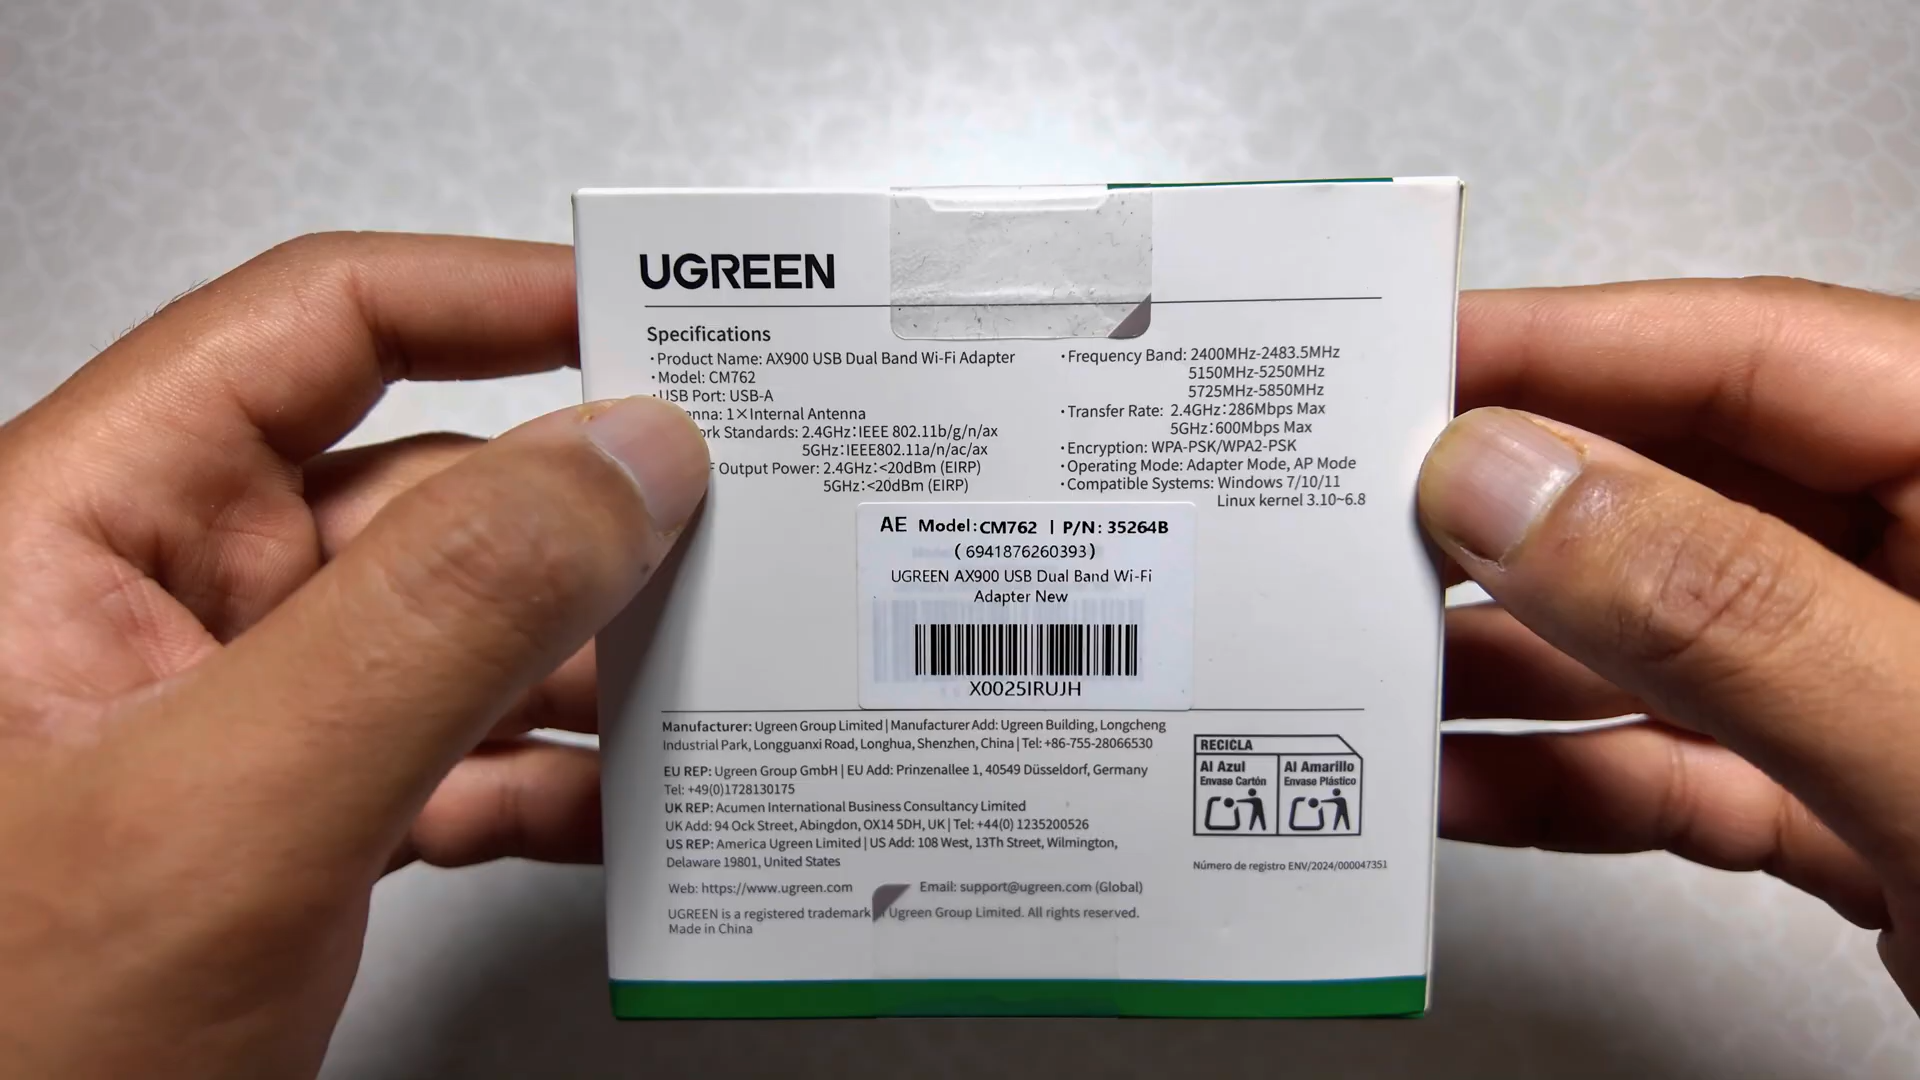 UGREEN
Specifications
·Product Name: AX900 USB Dual Band Wi-Fi Adapter
·Model: CM762
·USB Port: USB-A
1×Internal Antenna
Standards: 2.4GHz:IEEE 802.11b/g/n/ax
5GHz:IEEE802.11a/n/ac/ax
Output Power: 2.4GHz:<20dBm (EIRP)
5GHz:<20dBm (EIRP)
·Frequency Band: 2400MHz-2483.5MHz
5150MHz-5250MHz
5725MHz-5850MHz
·Transfer Rate: 2.4GHz:286Mbps Max
5GHz:600Mbps Max
·Encryption: WPA-PSK/WPA2-PSK
·Operating Mode: Adapter Mode, AP Mode
·Compatible Systems: Windows 7/10/11
Linux kernel 3.10~6.8
AE Model:CM762 | P/N: 35264B
(6941876260393)
UGREEN AX900 USB Dual Band Wi-Fi
Adapter New
X0025IRUJH
Manufacturer: Ugreen Group Limited | Manufacturer Add: Ugreen Building, Longcheng
Industrial Park, Longguanxi Road, Longhua, Shenzhen, China | Tel: +86-755-28066530
EU REP: Ugreen Group GmbH | EU Add: Prinzenallee 1, 40549 Düsseldorf, Germany
Tel: +49(0)1728130175
UK REP: Acumen International Business Consultancy Limited
UK Add: 94 Ock Street, Abingdon, OX14 5DH, UK | Tel: +44(0) 1235200526
US REP: America Ugreen Limited | US Add: 108 West, 13Th Street, Wilmington,
Delaware 19801, United States
Web: https://www.ugreen.com Email: support@ugreen.com (Global)
UGREEN is a registered trademark Ugreen Group Limited. All rights reserved.
Made in China
RECICLA
Al Azul
Envase Cartón
Al Amarillo
Envase Plástico
Número de registro ENV/2024/000047351